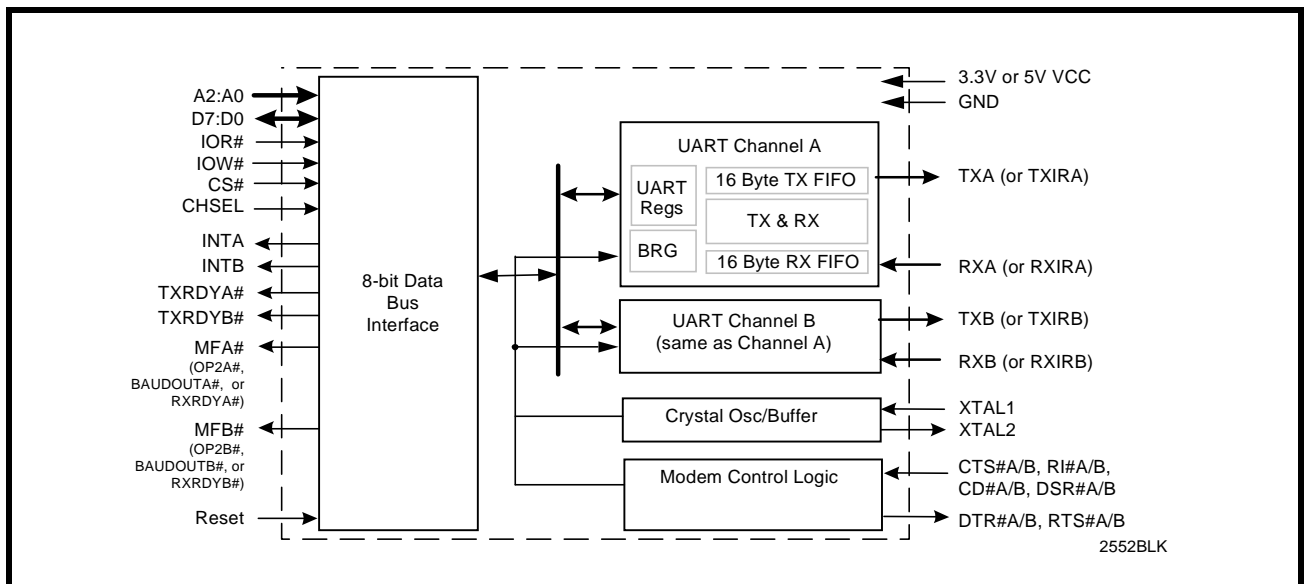 A2:A0
D7:D0
IOR#
IOW#
CS#
CHSEL
INTA
INTB
TXRDYA#
TXRDYB#
MFA#
(OP2A#,
BAUDOUTA#, or
RXRDYA#)
MFB#
(OP2B#,
BAUDOUTB#, or
RXRDYB#)
Reset
8-bit Data
Bus
Interface
UART Channel A
UART
Regs
BRG
16 Byte TX FIFO
TX & RX
16 Byte RX FIFO
UART Channel B
(same as Channel A)
Crystal Osc/Buffer
Modem Control Logic
3.3V or 5V VCC
GND
TXA (or TXIRA)
RXA (or RXIRA)
TXB (or TXIRB)
RXB (or RXIRB)
XTAL1
XTAL2
CTS#A/B, RI#A/B,
CD#A/B, DSR#A/B
DTR#A/B, RTS#A/B
2552BLK